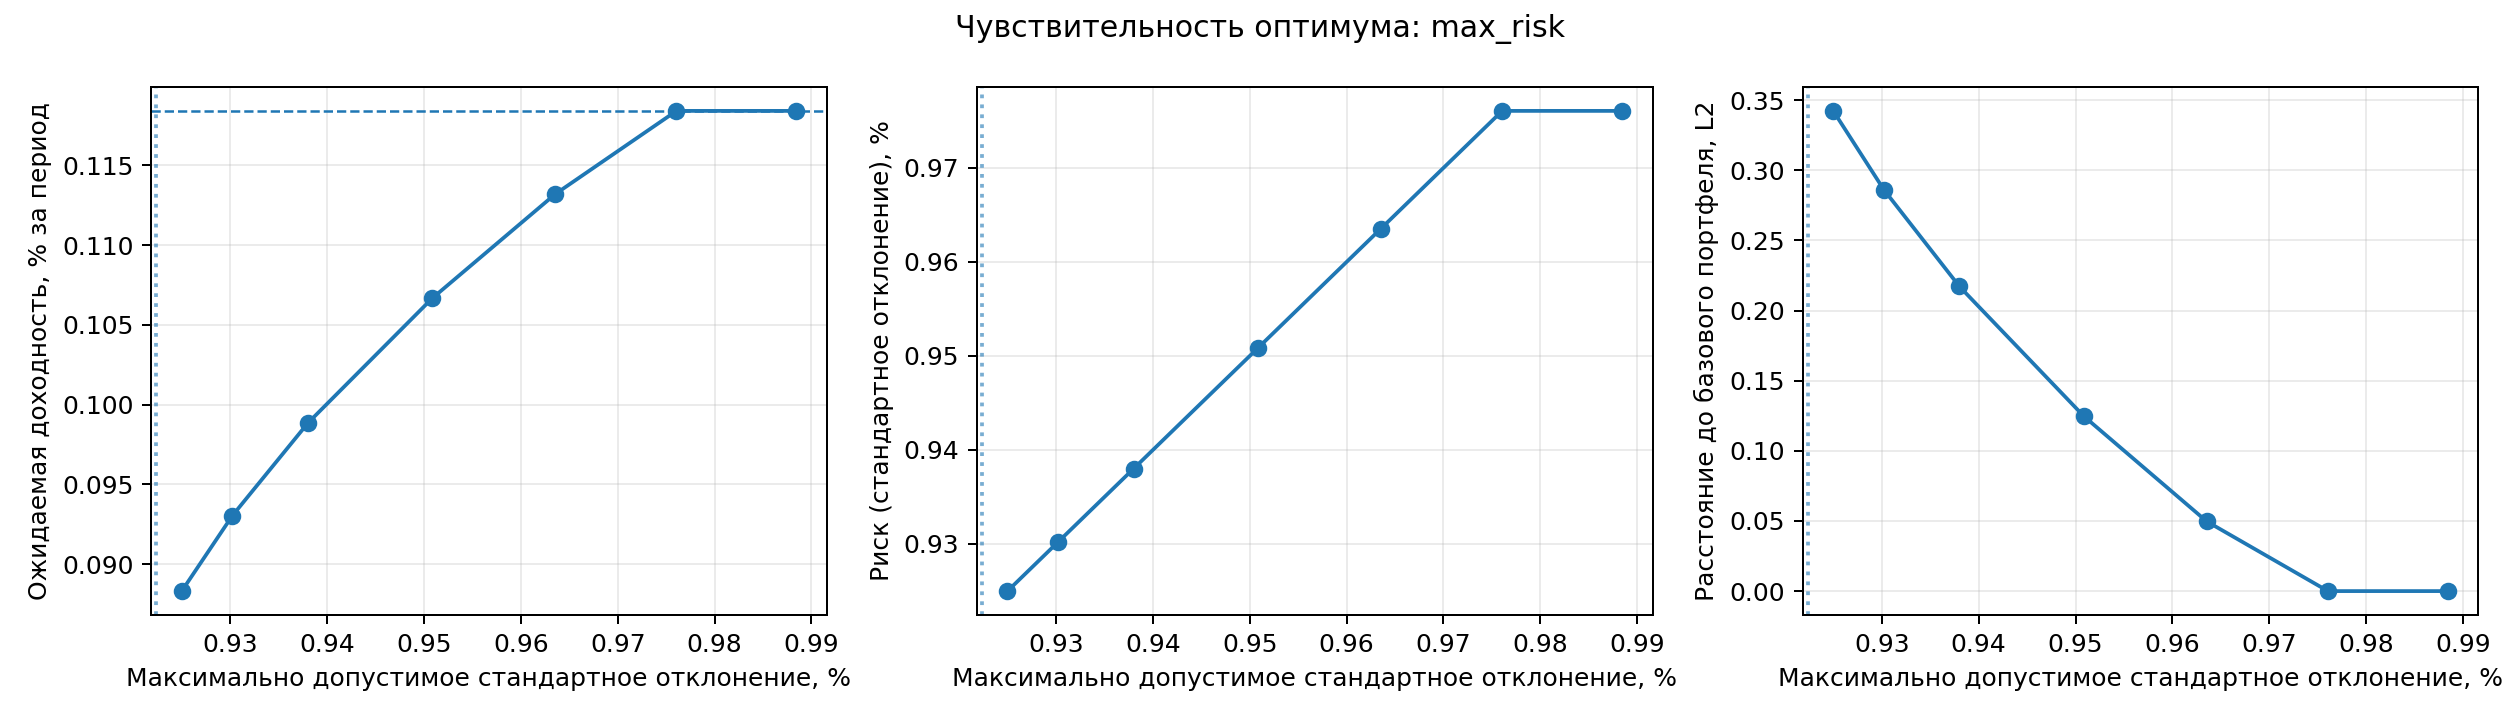 Чувствительность оптимума: max_risk
Ожидаемая доходность, % за период
0.115
0.110
0.105
0.100
0.095
0.090
0.93 0.94 0.95 0.96 0.97 0.98 0.99
Максимально допустимое стандартное отклонение, %
Риск (стандартное отклонение), %
0.97
0.96
0.95
0.94
0.93
0.93 0.94 0.95 0.96 0.97 0.98 0.99
Максимально допустимое стандартное отклонение, %
Расстояние до базового портфеля, L2
0.35
0.30
0.25
0.20
0.15
0.10
0.05
0.00
0.93 0.94 0.95 0.96 0.97 0.98 0.99
Максимально допустимое стандартное отклонение, %